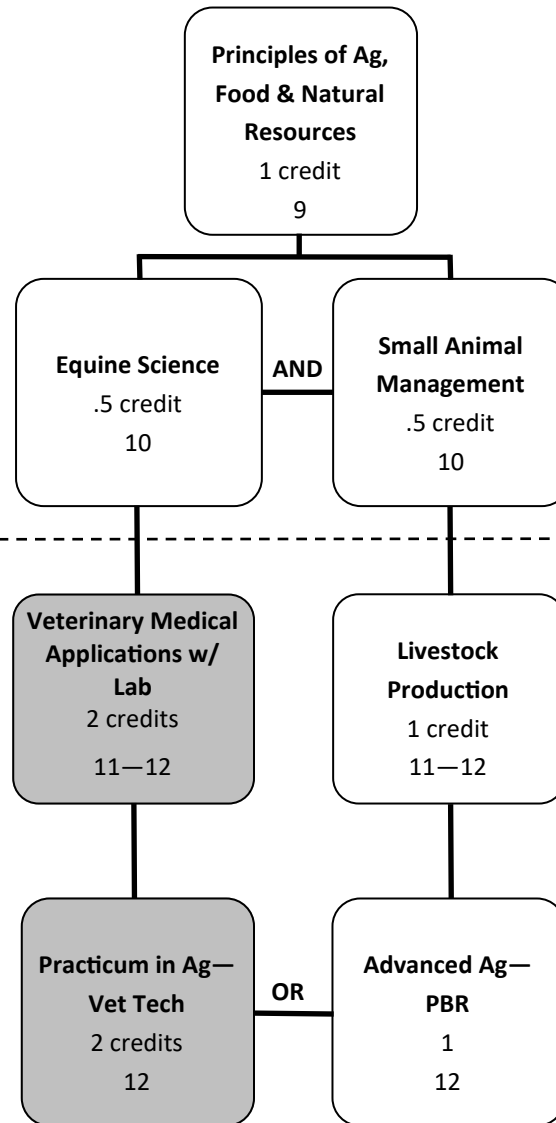 Principles of Ag,
Food & Natural
Resources
1 credit
9
Equine Science
.5 credit
10
AND
Small Animal
Management
.5 credit
10
Veterinary Medical
Applications w/
Lab
2 credits
11—12
Livestock
Production
1 credit
11—12
Practicum in Ag—
Vet Tech
2 credits
12
OR
Advanced Ag—
PBR
1
12